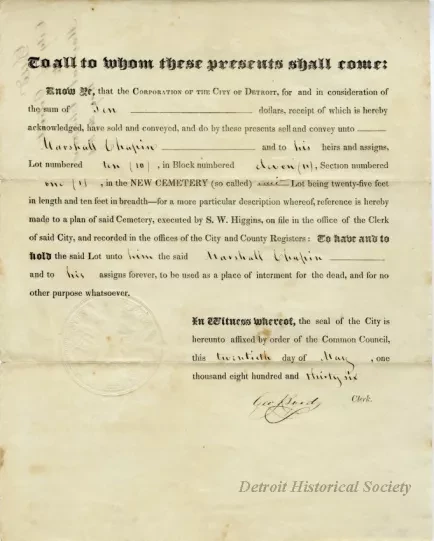 To all to whom these presents shall come:
Know Ye, that the CORPORATION OF THE CITY OF DETROIT, for and in consideration
of the sum of Ten dollars, receipt of which is hereby
acknowledged, have sold and conveyed, and do by these presents sell and convey unto
Marshall Chapin and to his heirs and assigns,
Lot numbered ten (10), in Block numbered eleven (11), Section numbered
one (1), in the NEW CEMETERY (so called) Lot being twenty-five feet
in length and ten feet in breadth—for a more particular description whereof, reference is hereby
made to a plan of said Cemetery, executed by S. W. Higgins, on file in the office of the Clerk
of said City, and recorded in the offices of the City and County Registers: To have and to
hold the said Lot unto him the said Marshall Chapin
and to his assigns forever, to be used as a place of interment for the dead, and for no
other purpose whatsoever.
In Witness whereof, the seal of the City is
hereunto affixed by order of the Common Council,
this twentieth day of May, one
thousand eight hundred and thirty six
Clerk.
Detroit Historical Society